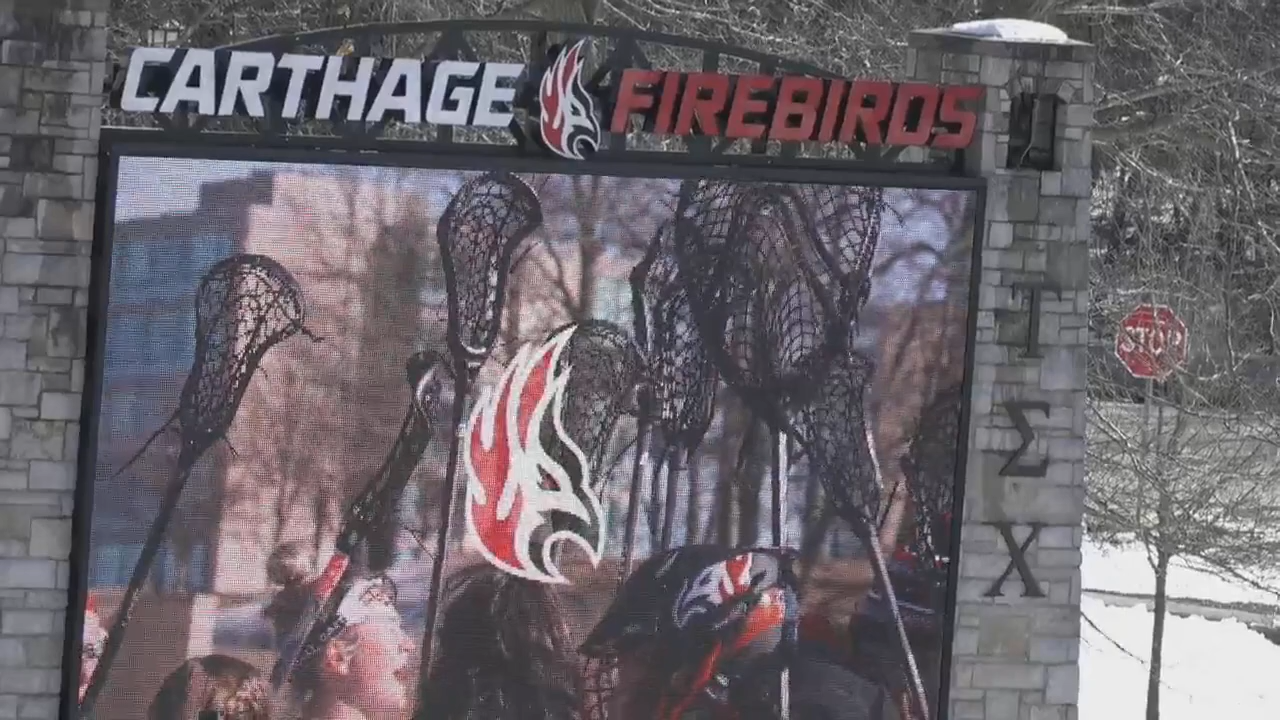 CARTHAGE FIREBIRDS
STOP
Π
Τ
Σ
Χ